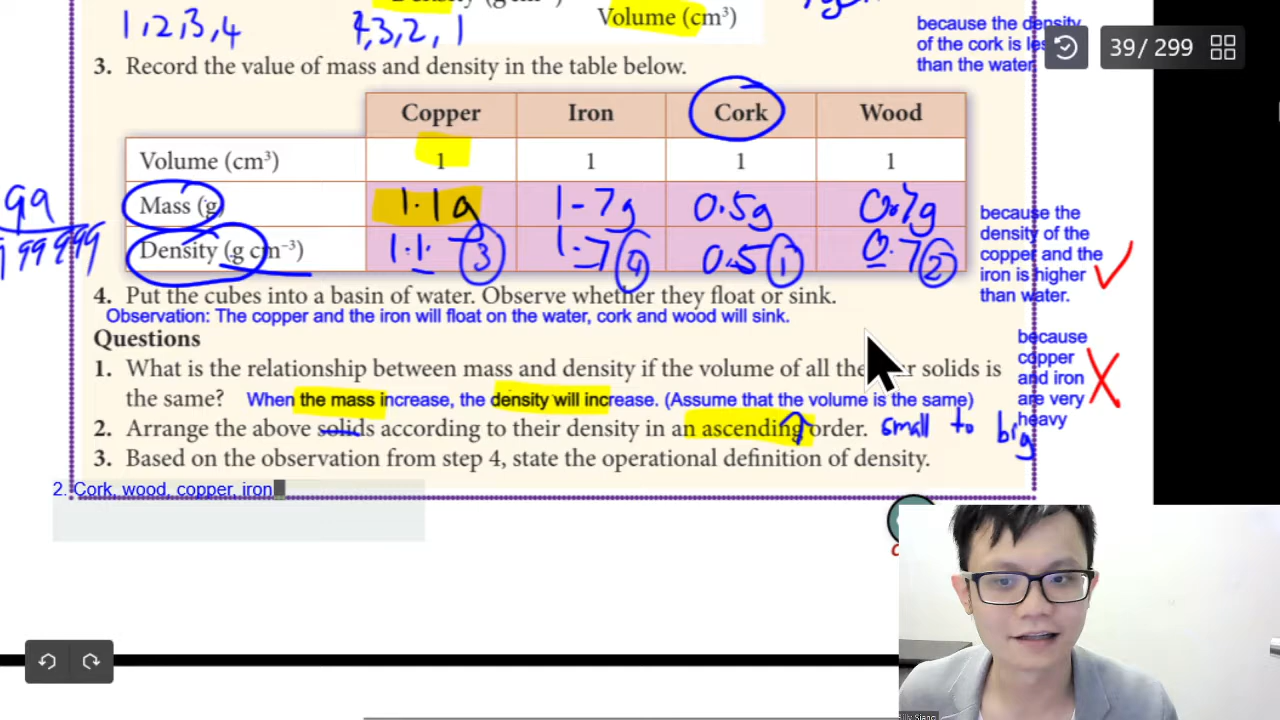 Volume (cm³)
1,2,3,4
4,3,2,1
because the density
of the cork is les
than the water.
39 / 299
3. Record the value of mass and density in the table below.
Copper Iron Cork Wood
Volume (cm³) 1 1 1 1
Mass (g) 1.1g 1.7g 0.5g 0.7g
Density (g cm⁻³) 1.1 3 1.7 4 0.5 1 0.7 2
99
because the
density of the
copper and the
iron is higher
than water.
4. Put the cubes into a basin of water. Observe whether they float or sink.
Observation: The copper and the iron will float on the water, cork and wood will sink.
Questions
because
copper
and iron
are very
heavy
1. What is the relationship between mass and density if the volume of all the solids is
the same? When the mass increase, the density will increase. (Assume that the volume is the same)
2. Arrange the above solids according to their density in an ascending order. small to big
3. Based on the observation from step 4, state the operational definition of density.
2. Cork, wood, copper, iron